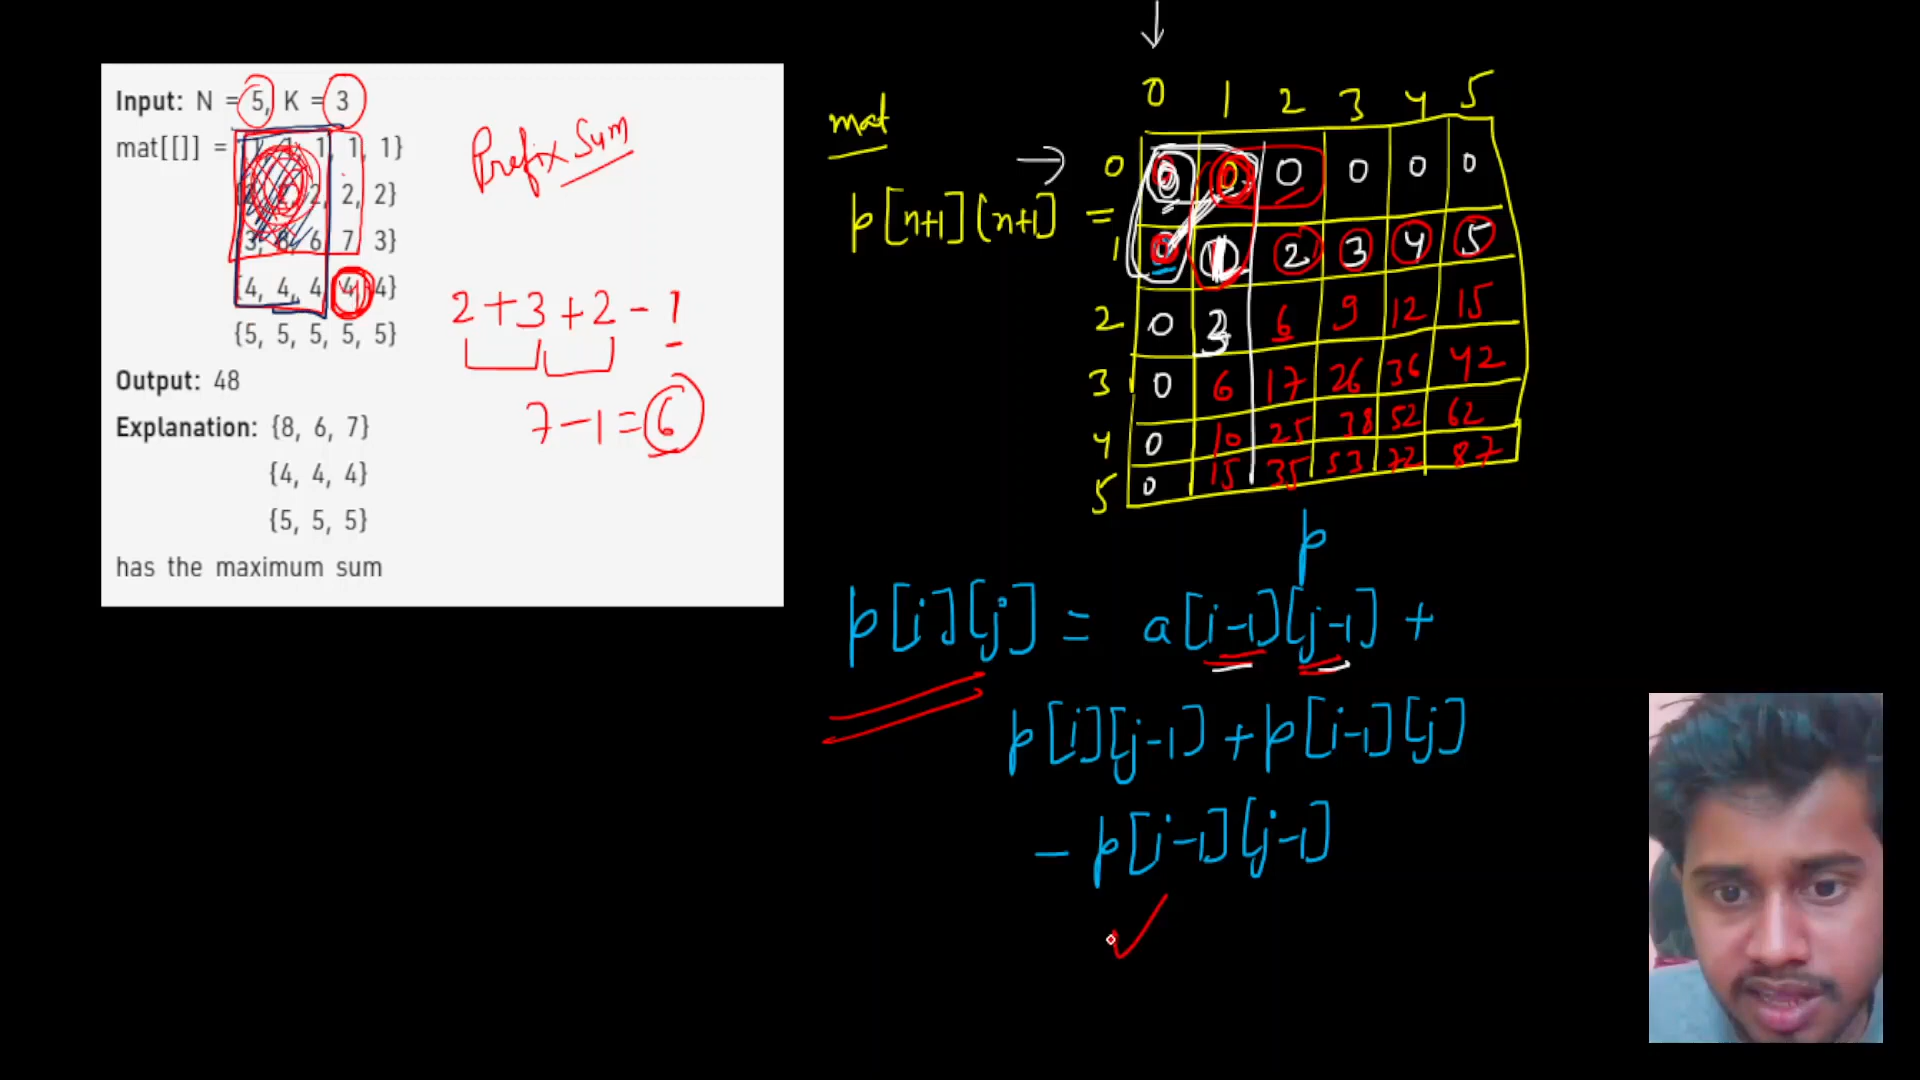 Input: N = 5, K = 3
mat[[]] = 1, 1, 1}
2, 2, 2}
3, 6, 7, 3}
{4, 4, 4, 4, 4}
{5, 5, 5, 5, 5}
Output: 48
Explanation: {8, 6, 7}
{4, 4, 4}
{5, 5, 5}
has the maximum sum
Prefix Sum
2 + 3 + 2 - 1
7 - 1 = 6
mat
p[n+1][n+1] =
0 1 2 3 4 5
0 0 0 0 0 0 0
1 0 1 2 3 4 5
2 0 3 6 9 12 15
3 0 6 17 26 36 42
4 0 10 25 38 52 62
5 0 15 35 53 72 87
p
p[i][j] = a[i-1][j-1] +
p[i][j-1] + p[i-1][j]
- p[i-1][j-1]